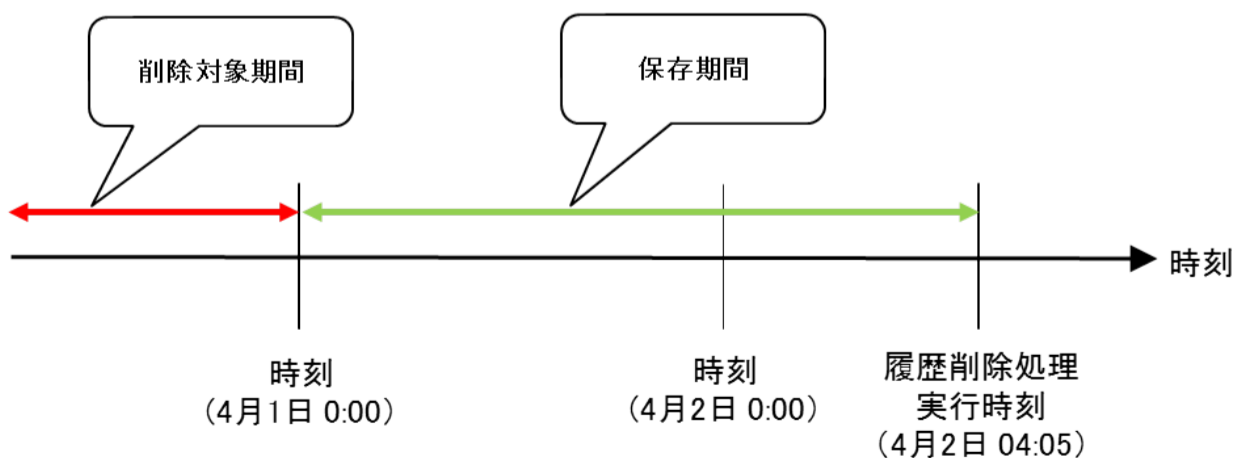 削除対象期間
保存期間
時刻
時刻
（4月1日 0:00）
時刻
（4月2日 0:00）
履歴削除処理
実行時刻
（4月2日 04:05）